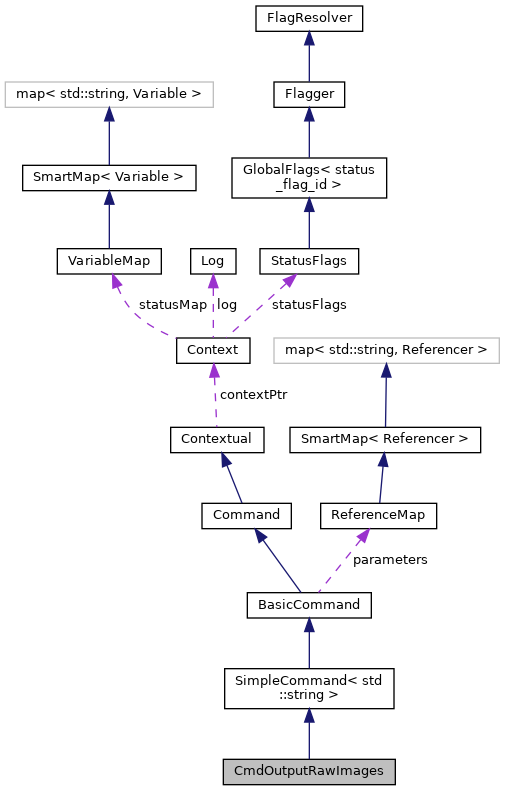 FlagResolver
map< std::string, Variable >
Flagger
SmartMap< Variable >
GlobalFlags< status
_flag_id >
VariableMap
Log
StatusFlags
statusMap
log
statusFlags
Context
map< std::string, Referencer >
contextPtr
Contextual
SmartMap< Referencer >
Command
ReferenceMap
parameters
BasicCommand
SimpleCommand< std
::string >
CmdOutputRawImages